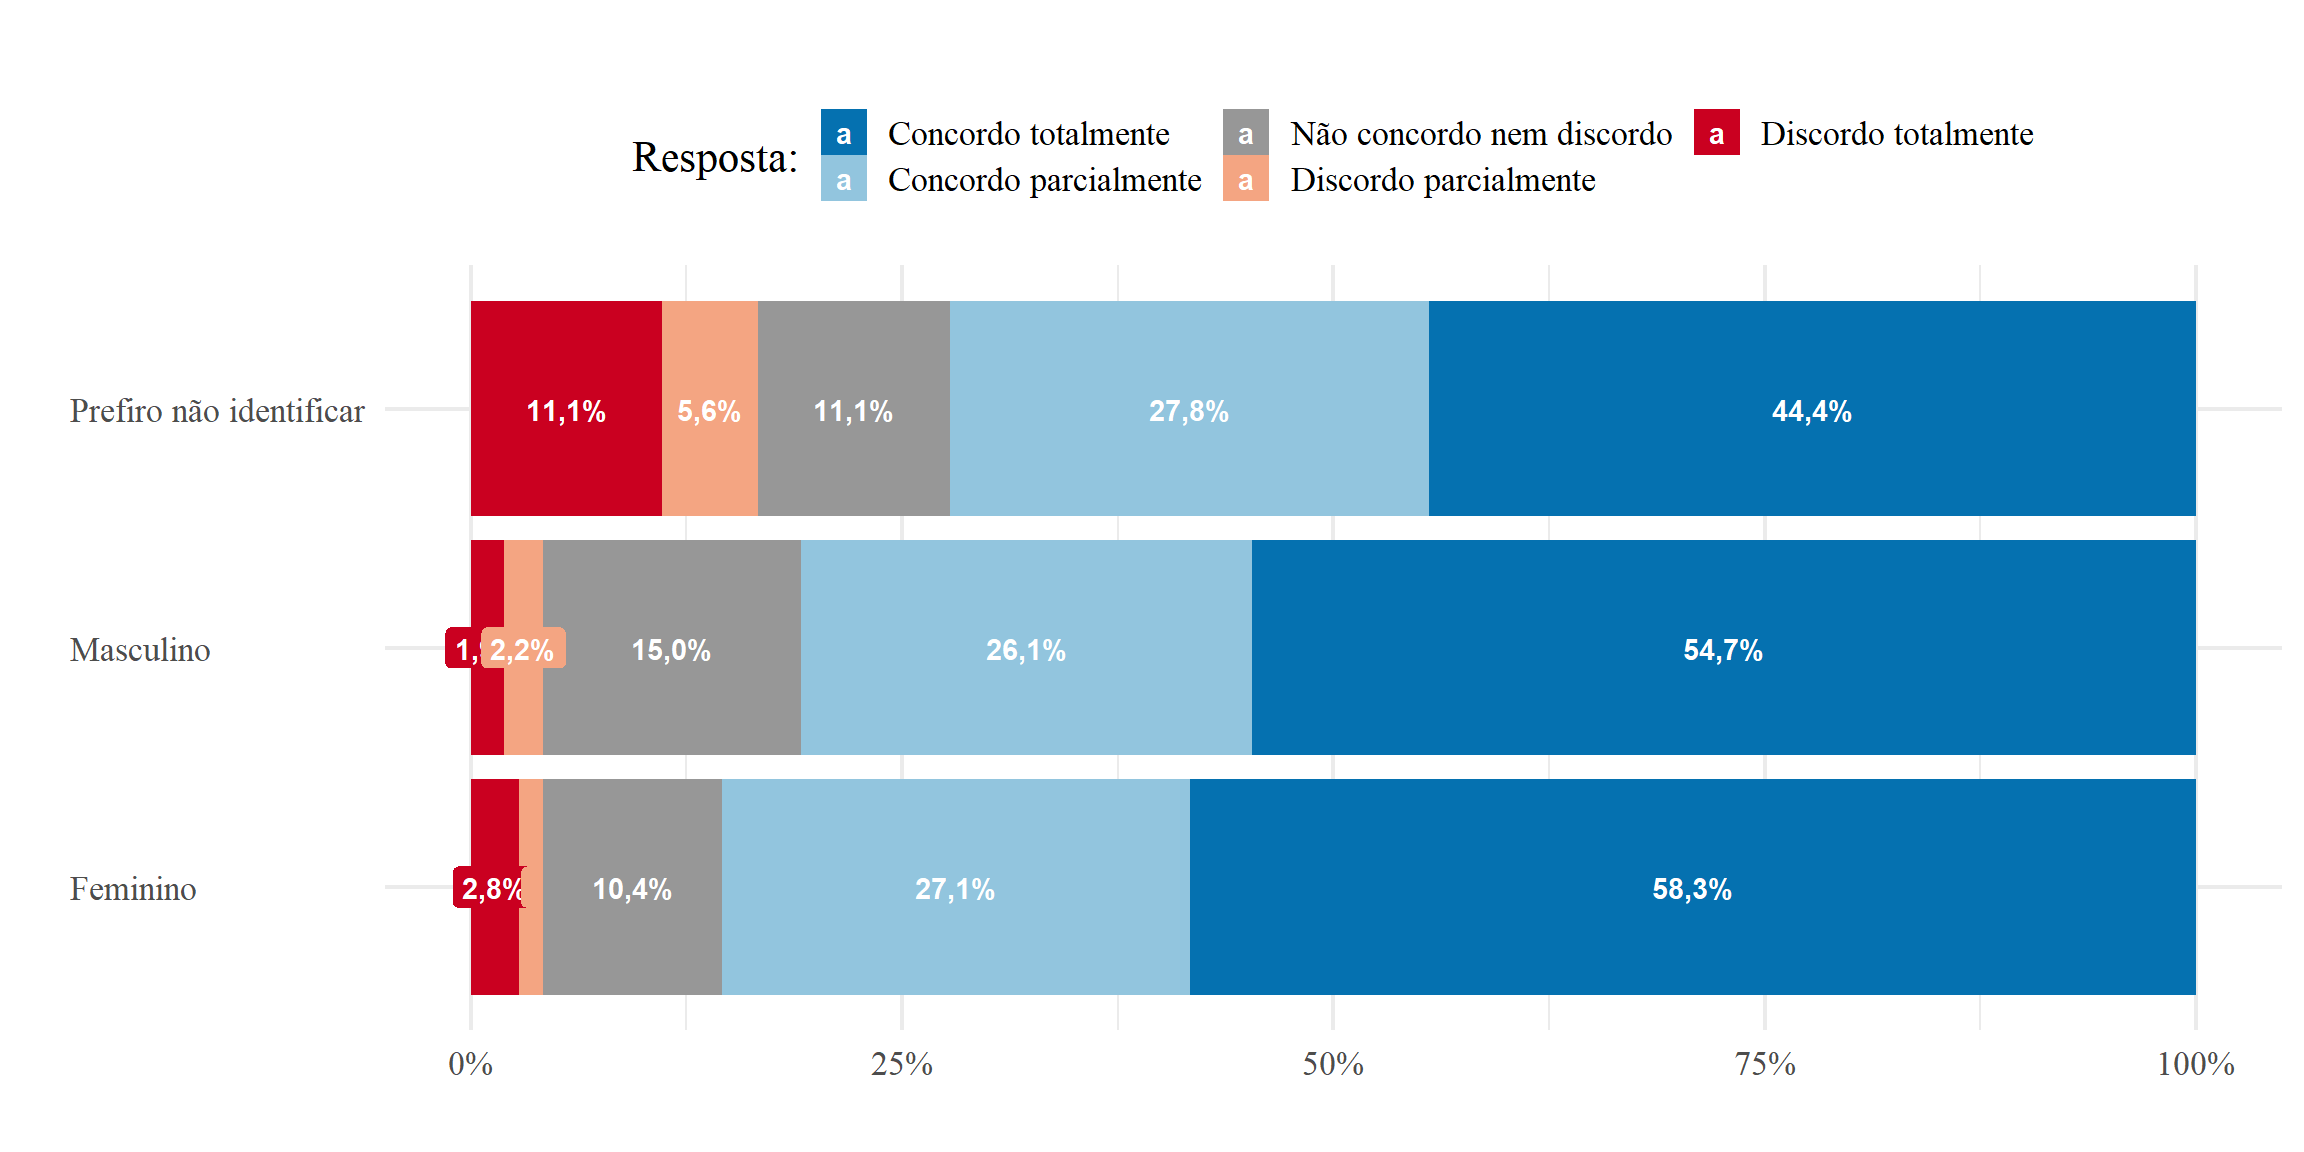 Resposta:
a Concordo totalmente
a Concordo parcialmente
a Não concordo nem discordo
a Discordo parcialmente
a Discordo totalmente
Prefiro não identificar
11,1% 5,6% 11,1% 27,8% 44,4%
Masculino
2,2% 15,0% 26,1% 54,7%
Feminino
2,8% 10,4% 27,1% 58,3%
0% 25% 50% 75% 100%